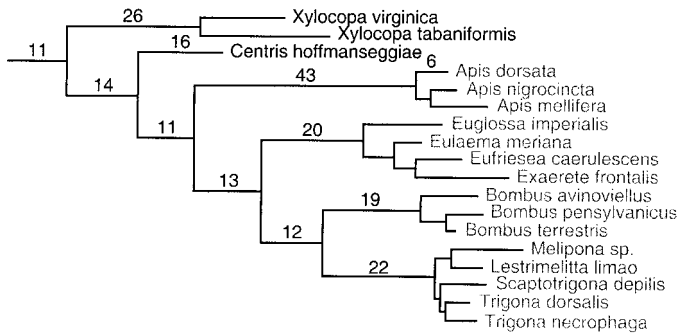 26
Xylocopa virginica
Xylocopa tabaniformis
11
16
Centris hoffmanseggiae
6
43
Apis dorsata
14
Apis nigrocincta
Apis mellifera
11
20
Euglossa imperialis
Eulaema meriana
Eufriesea caerulescens
13
Exaerete frontalis
19
Bombus avinoviellus
Bombus pensylvanicus
12
Bombus terrestris
Melipona sp.
22
Lestrimelitta limao
Scaptotrigona depilis
Trigona dorsalis
Trigona necrophaga